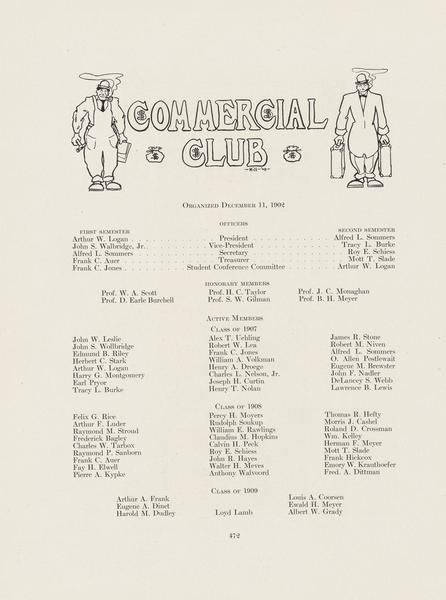 COMMERCIAL
CLUB
Organized December 11, 1902
OFFICERS
FIRST SEMESTER SECOND SEMESTER
Arthur W. Logan . . . . . President . . . . . Alfred L. Sommers
John S. Walbridge, Jr. . . . . . Vice-President . . . . . Tracy L. Burke
Alfred L. Sommers . . . . . Secretary . . . . . Roy E. Schiess
Frank C. Auer . . . . . Treasurer . . . . . Mott T. Slade
Frank C. Jones . . . . . Student Conference Committee . . . . . Arthur W. Logan
HONORARY MEMBERS
Prof. W. A. Scott Prof. H. C. Taylor Prof. J. C. Monaghan
Prof. D. Earle Burchell Prof. S. W. Gilman Prof. B. H. Meyer
Active Members
Class of 1907
John W. Leslie Alex T. Uehling James R. Stone
John S. Wollbridge Robert W. Lea Robert M. Niven
Edmund B. Riley Frank C. Jones Alfred L. Sommers
Herbert C. Stark William A. Volkman O. Allen Postlewait
Arthur W. Logan Henry A. Droege Eugene M. Brewster
Harry G. Montgomery Charles L. Nelson, Jr. John F. Nadler
Earl Pryor Joseph H. Curtin DeLancey S. Webb
Tracy L. Burke Henry T. Nolan Lawrence B. Lewis
Class of 1908
Felix G. Rice Percy H. Moyers Thomas R. Hefty
Arthur F. Luder Rudolph Soukup Morris J. Cashel
Raymond M. Stroud William E. Rawlings Roland D. Crossman
Frederick Bagley Claudius M. Hopkins Wm. Kelley
Charles W. Tarbox Calvin H. Peck Herman F. Meyer
Raymond P. Sanborn Roy E. Schiess Mott T. Slade
Frank C. Auer John R. Hayes Frank Hickcox
Fay H. Elwell Walter H. Meves Emory W. Krauthoefer
Pierre A. Kypke Anthony Walvoord Fred. A. Dittman
Class of 1909
Arthur A. Frank Louis A. Coorsen
Eugene A. Dinet Ewald H. Meyer
Harold M. Dudley Loyd Lamb Albert W. Grady
472